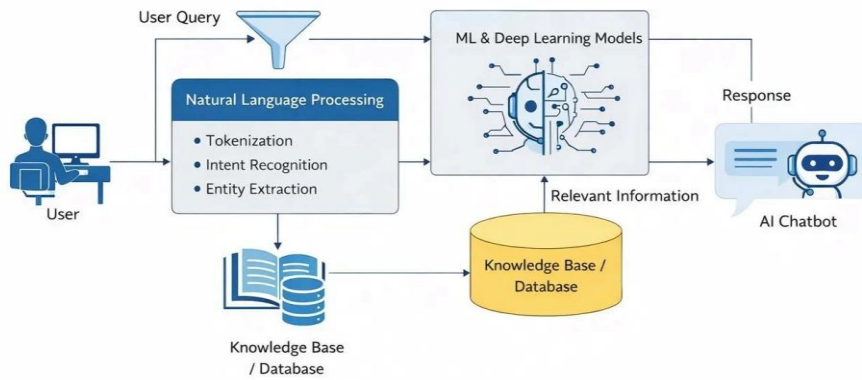 User Query
ML & Deep Learning Models
Natural Language Processing
Tokenization
Intent Recognition
Entity Extraction
User
Response
AI Chatbot
Relevant Information
Knowledge Base /
Database
Knowledge Base
/ Database